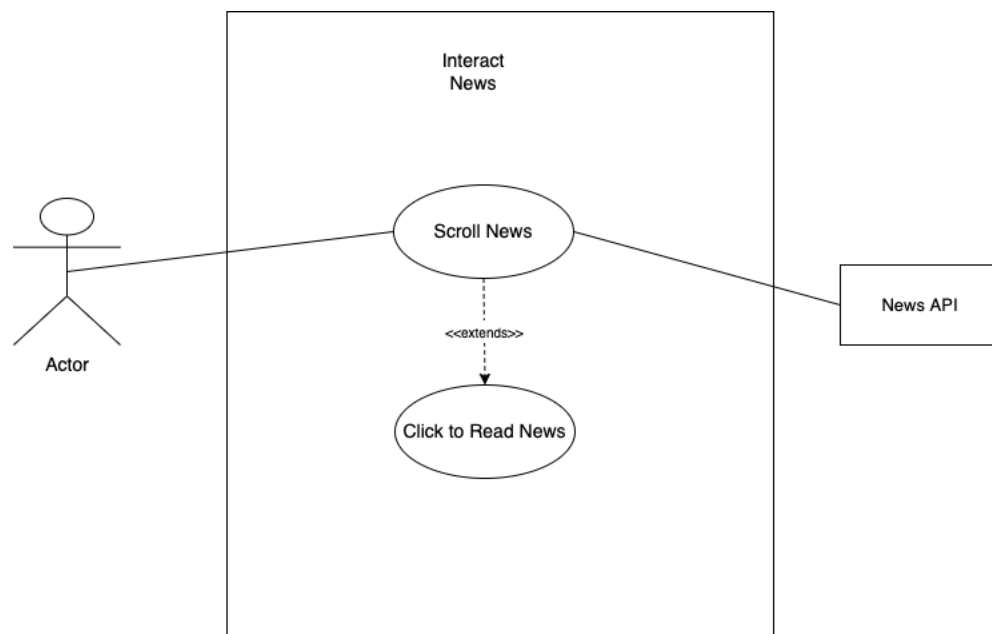 Interact
News
Scroll News
News API
<<extends>>
Actor
Click to Read News